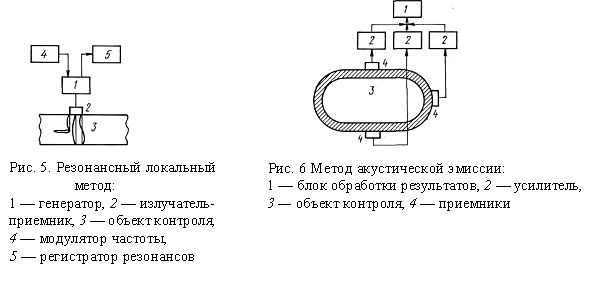 4
5
1
2
3
Рис. 5. Резонансный локальный
метод:
1 — генератор, 2 — излучатель-
приемник, 3 — объект контроля,
4 — модулятор частоты,
5 — регистратор резонансов
1
2
2
2
4
3
4
4
Рис. 6 Метод акустической эмиссии:
1 — блок обработки результатов, 2 — усилитель,
3 — объект контроля, 4 — приемники